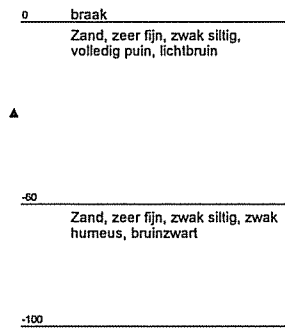 0 braak
Zand, zeer fijn, zwak siltig,
volledig puin, lichtbruin
-60
Zand, zeer fijn, zwak siltig, zwak
humeus, bruinzwart
-100